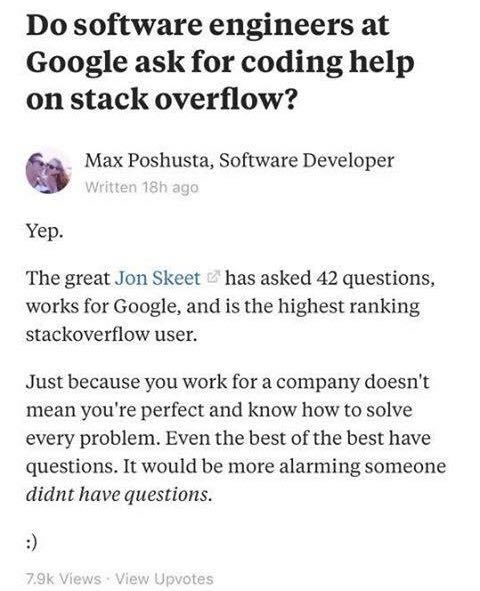 Do software engineers at
Google ask for coding help
on stack overflow?
Max Poshusta, Software Developer
Written 18h ago
Yep.
The great Jon Skeet has asked 42 questions,
works for Google, and is the highest ranking
stackoverflow user.
Just because you work for a company doesn't
mean you're perfect and know how to solve
every problem. Even the best of the best have
questions. It would be more alarming someone
didnt have questions.
:)
7.9k Views · View Upvotes